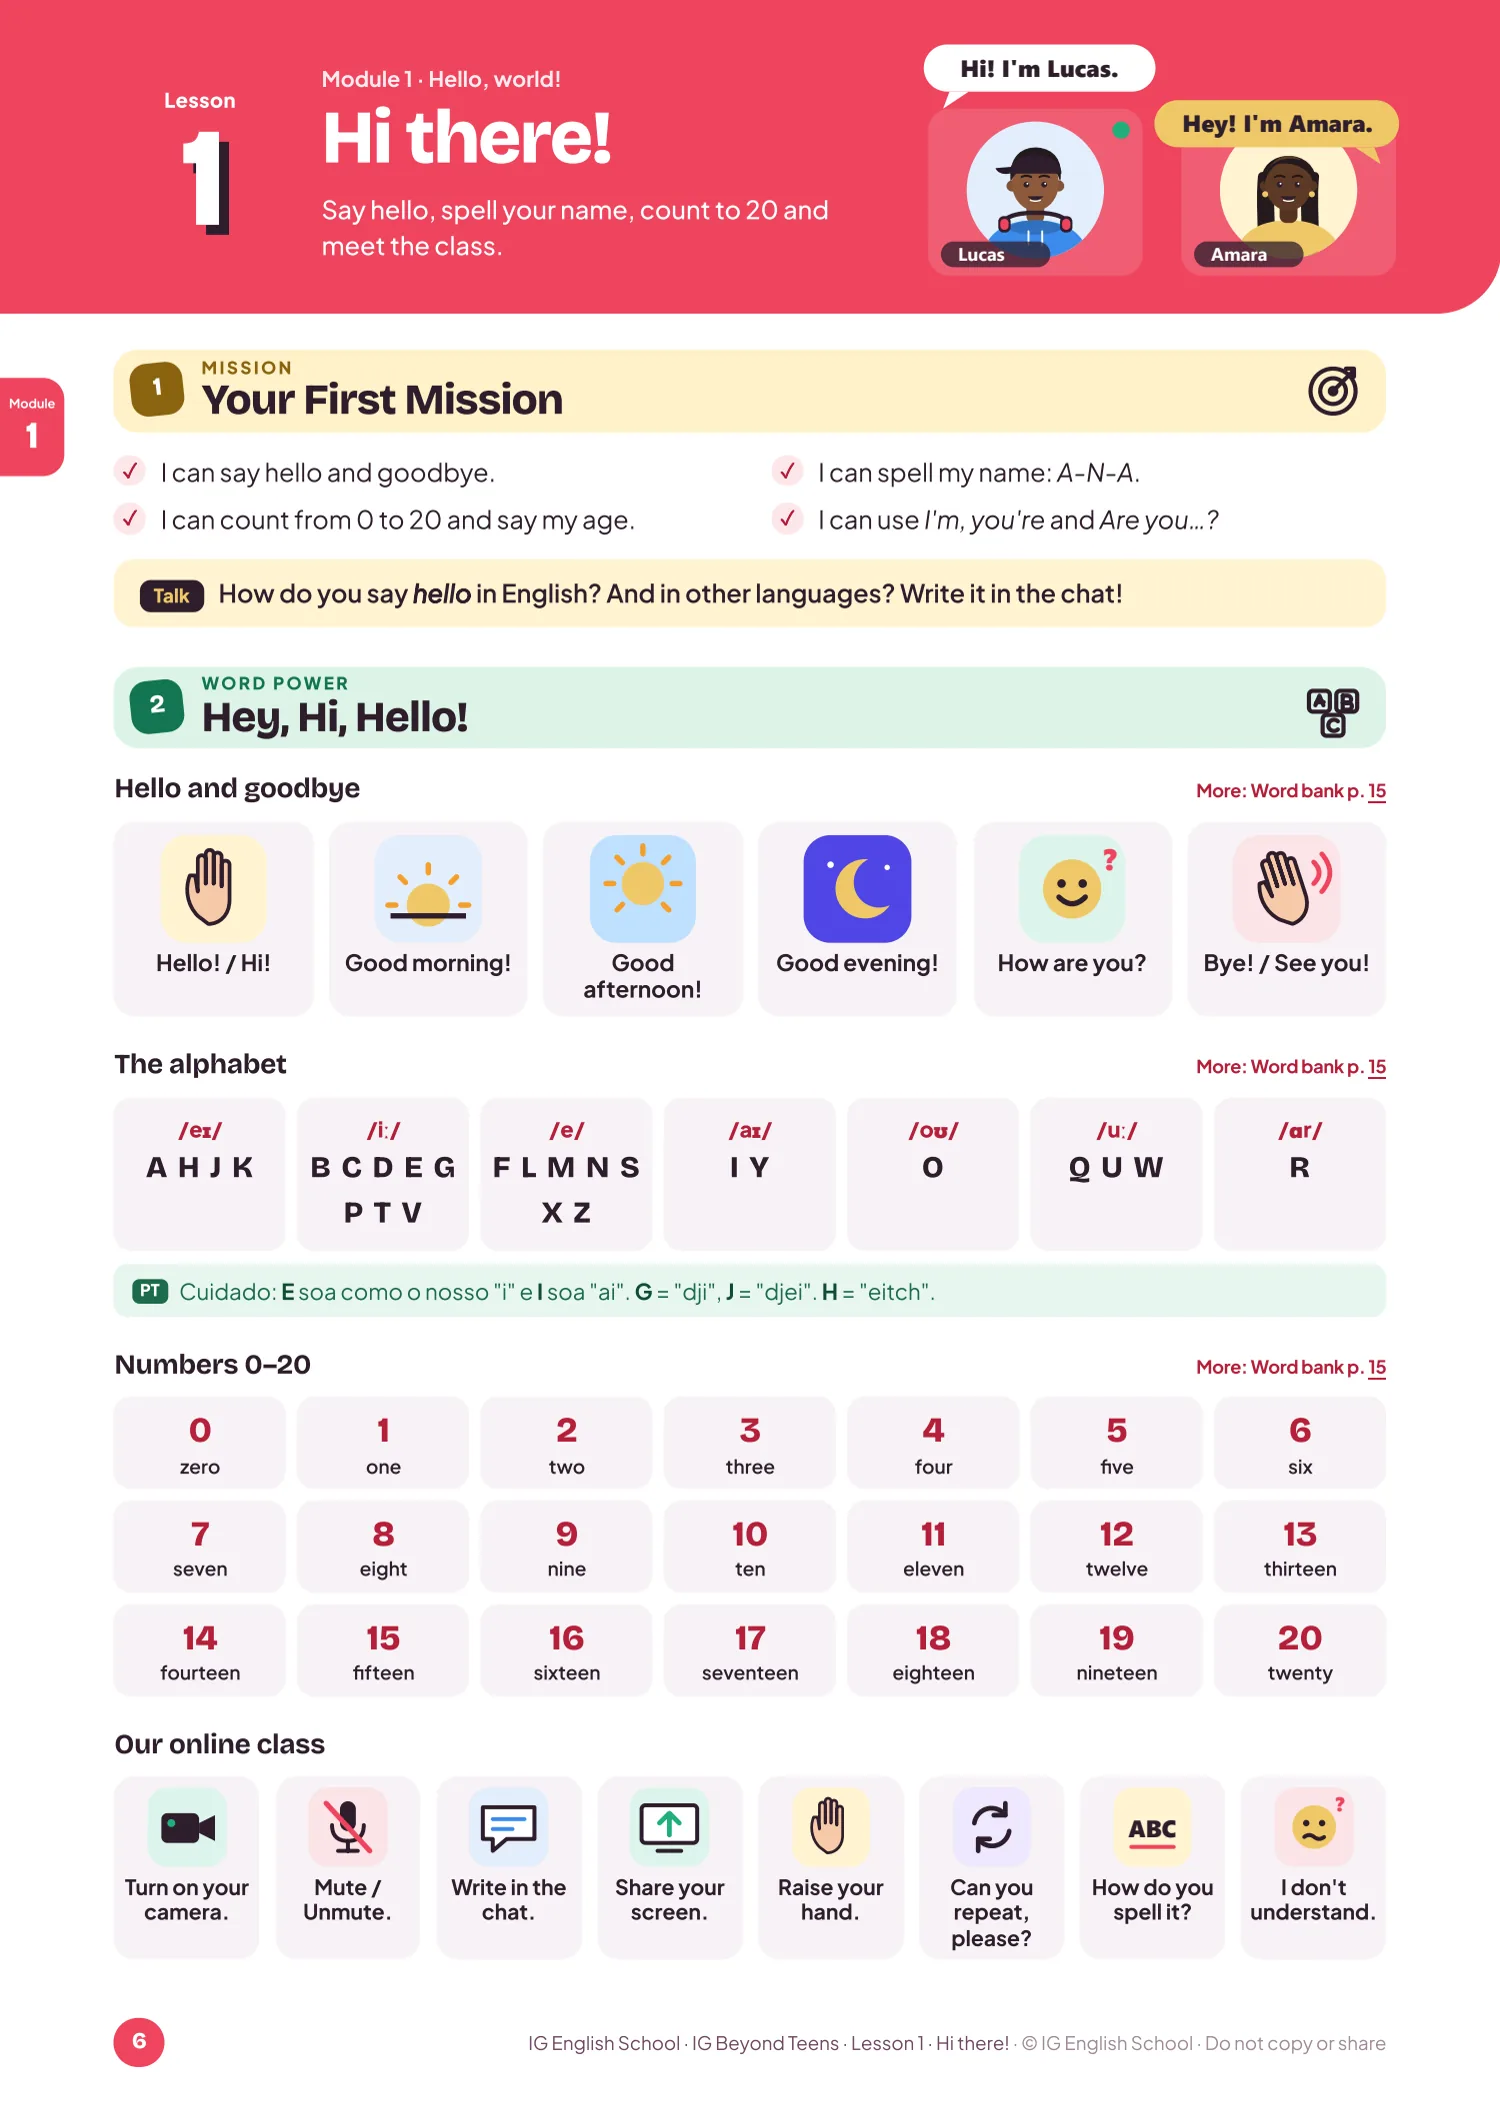 Lesson
1
Module 1 · Hello, world!
Hi there!
Say hello, spell your name, count to 20 and
meet the class.
Hi! I'm Lucas.
Hey! I'm Amara.
Lucas
Amara
Module
1
1
MISSION
Your First Mission
✓ I can say hello and goodbye.
✓ I can spell my name: A-N-A.
✓ I can count from 0 to 20 and say my age.
✓ I can use I'm, you're and Are you...?
Talk How do you say hello in English? And in other languages? Write it in the chat!
2
WORD POWER
Hey, Hi, Hello!
A B
C
Hello and goodbye
More: Word bank p. 15
?
Hello! / Hi!
Good morning!
Good
afternoon!
Good evening!
How are you?
Bye! / See you!
The alphabet
More: Word bank p. 15
/eɪ/
A H J K
/iː/
B C D E G
P T V
/e/
F L M N S
X Z
/aɪ/
I Y
/oʊ/
O
/uː/
Q U W
/ɑr/
R
PT Cuidado: E soa como o nosso "i" e I soa "ai". G = "dji", J = "djei". H = "eitch".
Numbers 0–20
More: Word bank p. 15
0 1 2 3 4 5 6
zero one two three four five six
7 8 9 10 11 12 13
seven eight nine ten eleven twelve thirteen
14 15 16 17 18 19 20
fourteen fifteen sixteen seventeen eighteen nineteen twenty
Our online class
Turn on your
camera.
Mute /
Unmute.
Write in the
chat.
Share your
screen.
Raise your
hand.
Can you
repeat,
please?
ABC
How do you
spell it?
?
I don't
understand.
6
IG English School · IG Beyond Teens · Lesson 1 · Hi there! · © IG English School · Do not copy or share